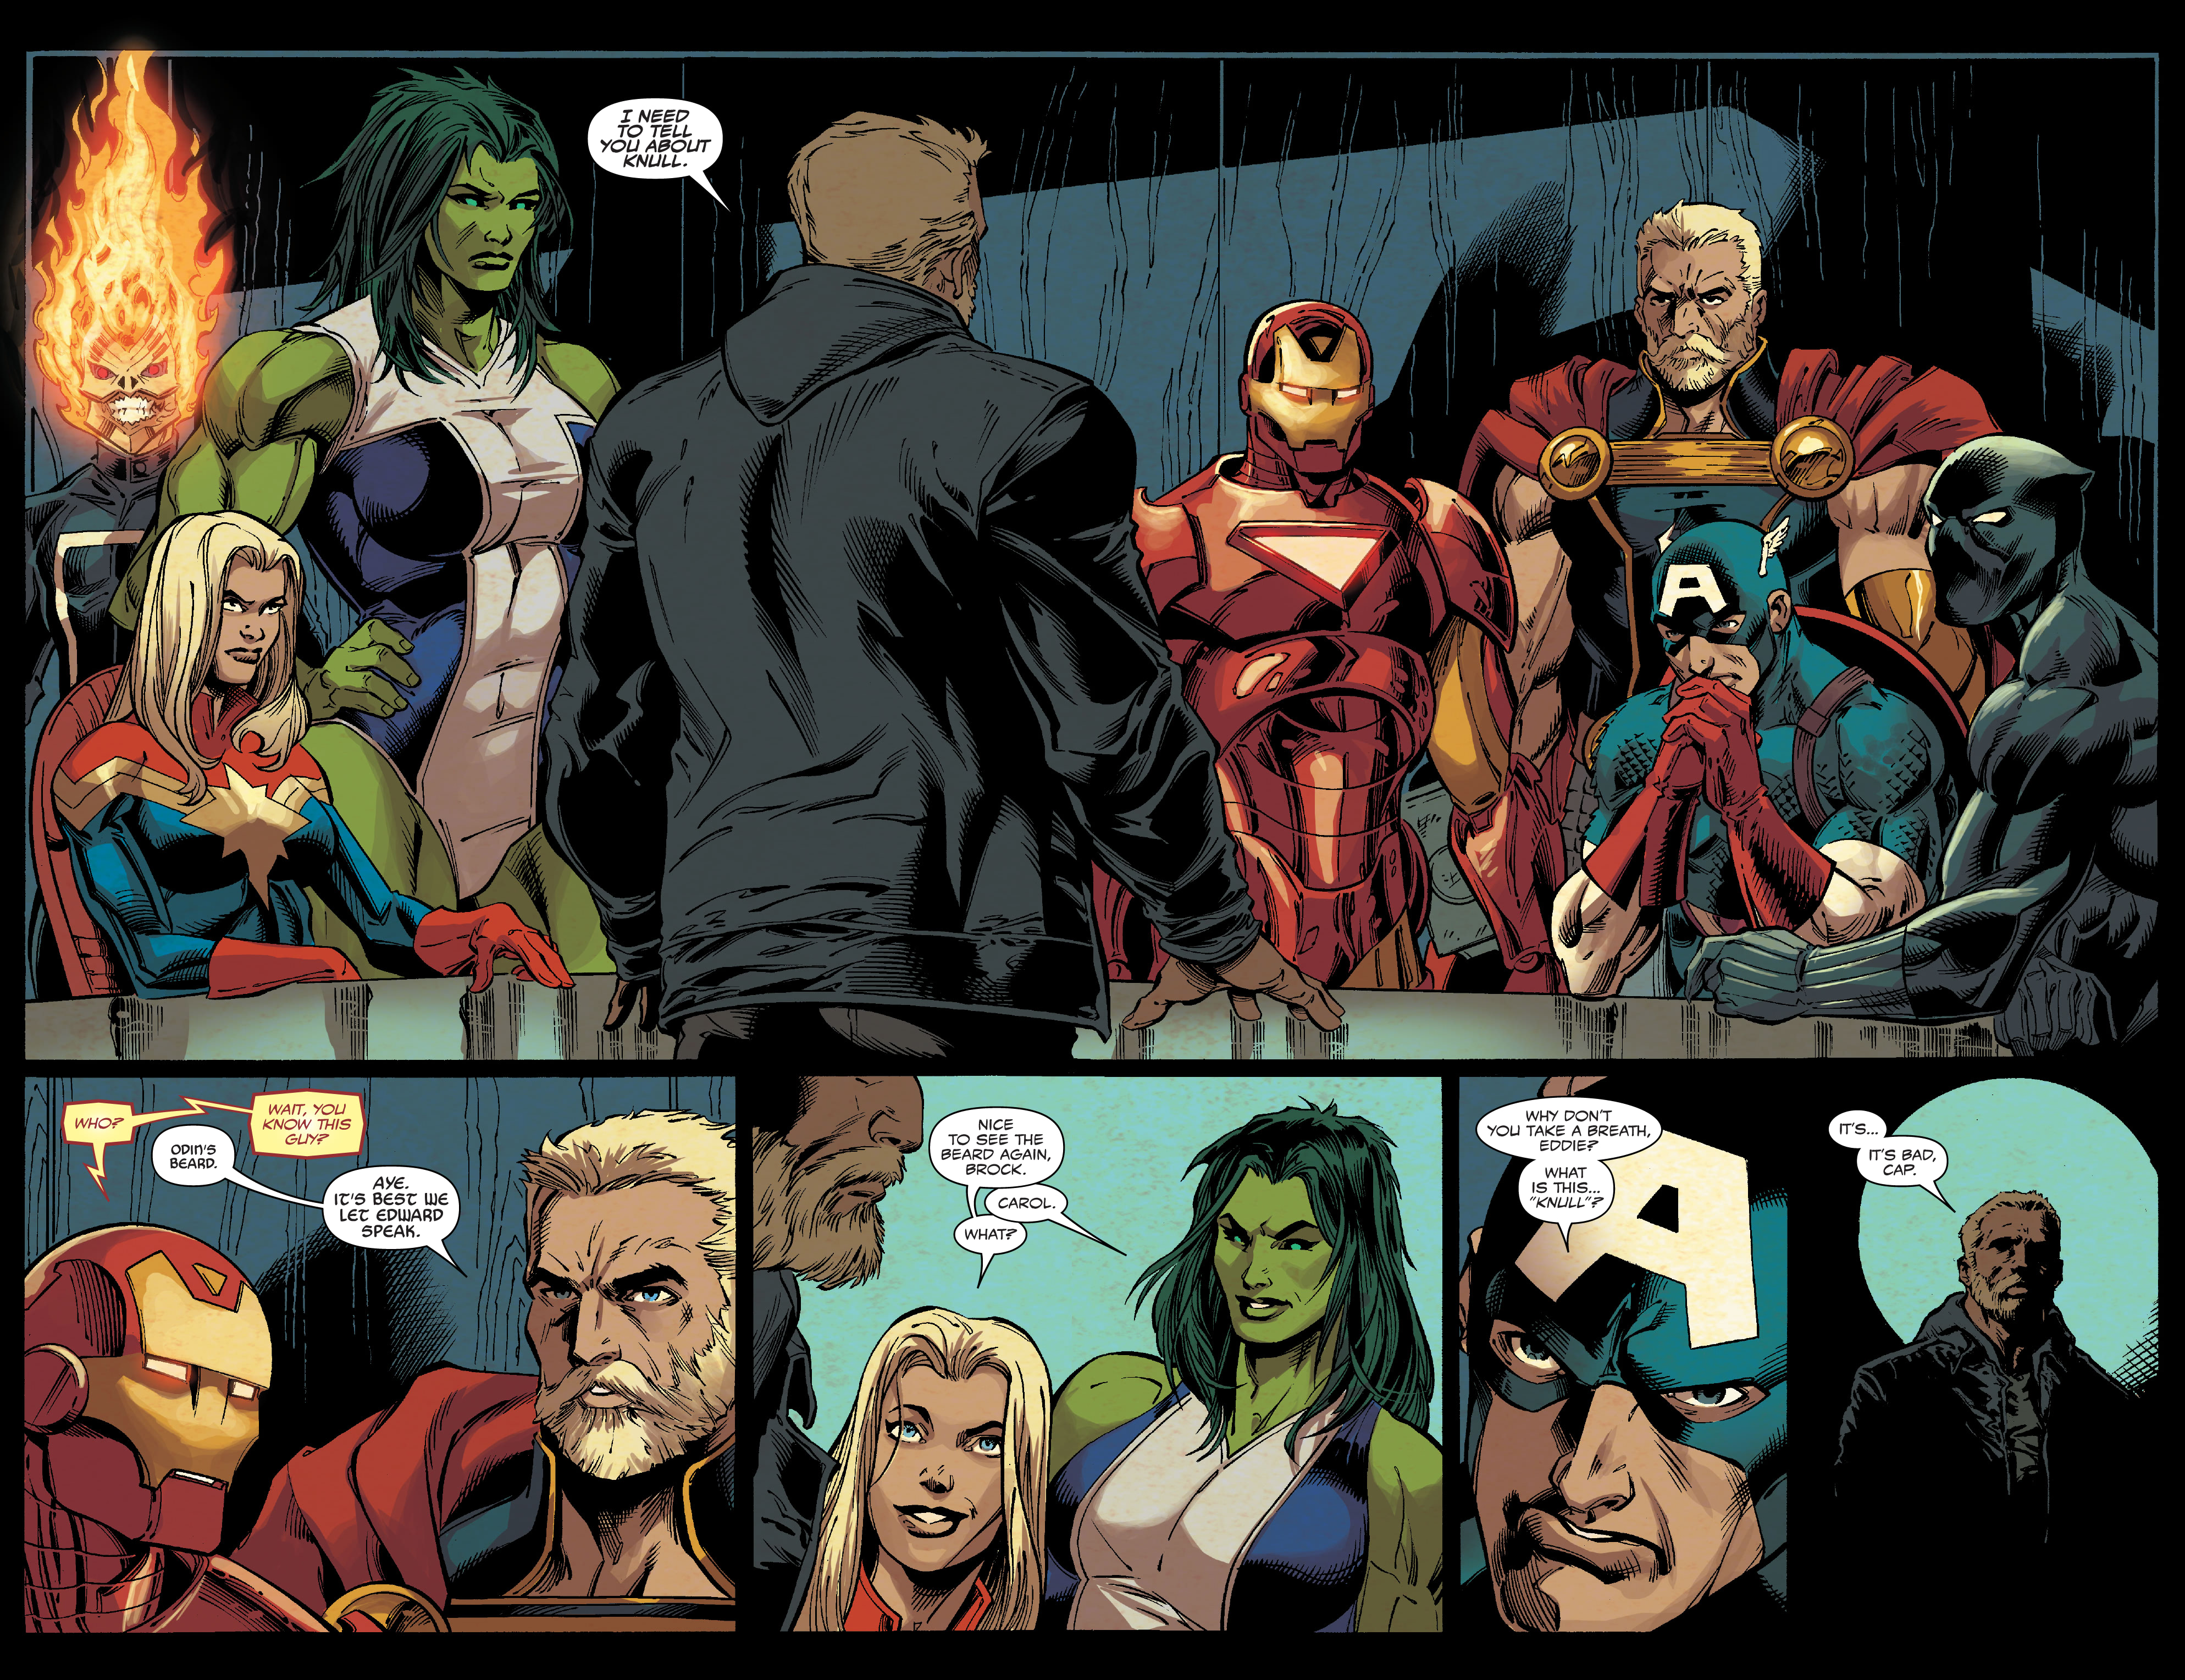 I NEED
TO TELL
YOU ABOUT
KNULL.
WHO?
WAIT, YOU
KNOW THIS
GUY?
ODIN'S
BEARD.
AYE.
IT'S BEST WE
LET EDWARD
SPEAK.
NICE
TO SEE THE
BEARD AGAIN,
BROCK.
CAROL.
WHAT?
WHY DON'T
YOU TAKE A BREATH,
EDDIE?
WHAT
IS THIS...
"KNULL"?
IT'S...
IT'S BAD,
CAP.
A
A